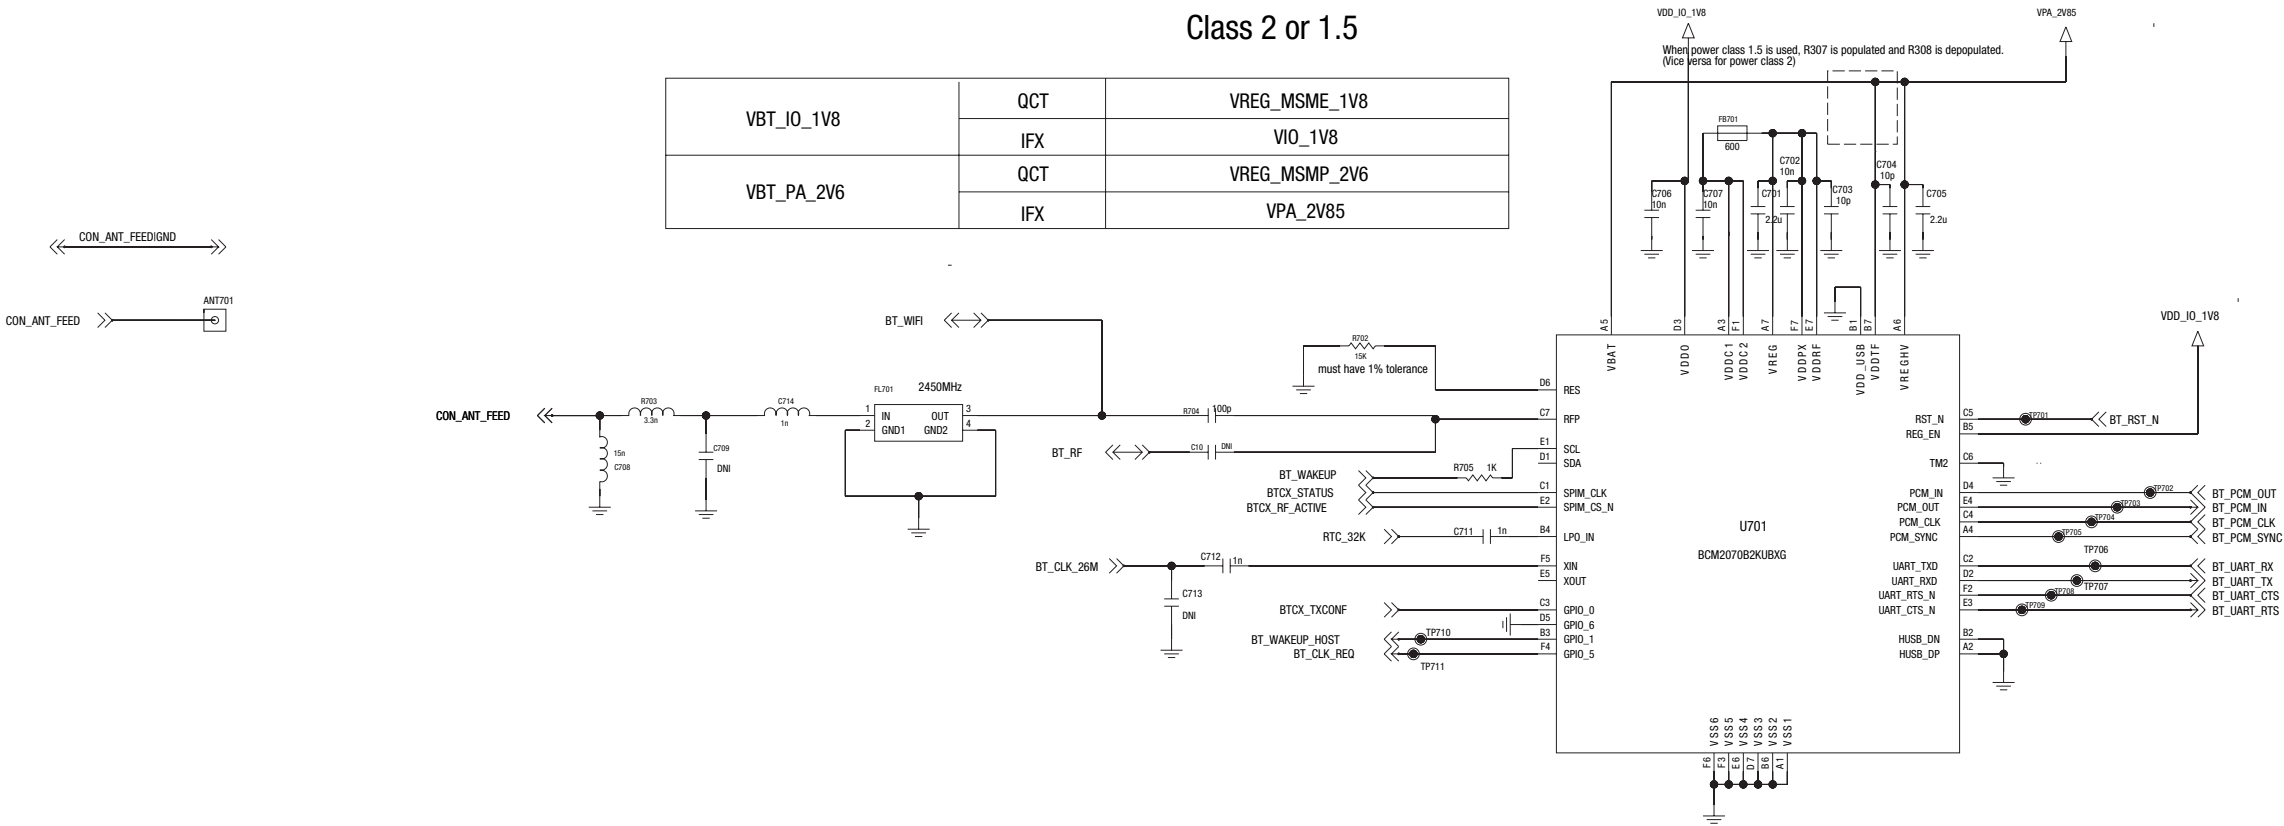 Class 2 or 1.5
VDD_IO_1V8
VPA_2V85
When power class 1.5 is used, R307 is populated and R308 is depopulated.
(Vice versa for power class 2)
VBT_IO_1V8
QCT
VREG_MSME_1V8
IFX
VIO_1V8
VBT_PA_2V6
QCT
VREG_MSMP_2V6
IFX
VPA_2V85
FB701
600
C706
10n
C707
10n
C701
2.2u
C702
10n
C703
10p
C704
10p
C705
2.2u
CON_ANT_FEED|GND
CON_ANT_FEED
ANT701
BT_WIFI
CON_ANT_FEED
R703
3.3n
15n
C708
C709
DNI
C714
1n
FL701
2450MHz
1
IN
OUT
3
2
GND1
GND2
4
R702
15K
must have 1% tolerance
R704
100p
BT_RF
C10
DNI
BT_WAKEUP
R705
1K
BTCX_STATUS
BTCX_RF_ACTIVE
RTC_32K
C711
1n
BT_CLK_26M
C712
1n
C713
DNI
BTCX_TXCONF
BT_WAKEUP_HOST
TP710
BT_CLK_REQ
TP711
A5
D3
A3
F1
A7
F7
E7
B1
B7
A6
VBAT
VDDO
VDDC1
VDDC2
VREG
VDDPX
VDDRF
VDD_USB
VDDTF
VREGHV
D6
RES
C7
RFP
E1
SCL
D1
SDA
C1
SPIM_CLK
E2
SPIM_CS_N
B4
LPO_IN
F5
XIN
E5
XOUT
C3
GPIO_0
D5
GPIO_6
B3
GPIO_1
F4
GPIO_5
U701
BCM2070B2KUBXG
VDD_IO_1V8
RST_N
C5
TP701
BT_RST_N
REG_EN
B5
TM2
C6
PCM_IN
D4
TP702
BT_PCM_OUT
PCM_OUT
E4
TP703
BT_PCM_IN
PCM_CLK
C4
TP704
BT_PCM_CLK
PCM_SYNC
A4
TP705
BT_PCM_SYNC
TP706
UART_TXD
C2
BT_UART_RX
UART_RXD
D2
TP707
BT_UART_TX
UART_RTS_N
F2
TP708
BT_UART_CTS
UART_CTS_N
E3
TP709
BT_UART_RTS
HUSB_DN
B2
HUSB_DP
A2
VSS6
VSS5
VSS4
VSS3
VSS2
VSS1
F6
F3
E6
D7
B6
A1